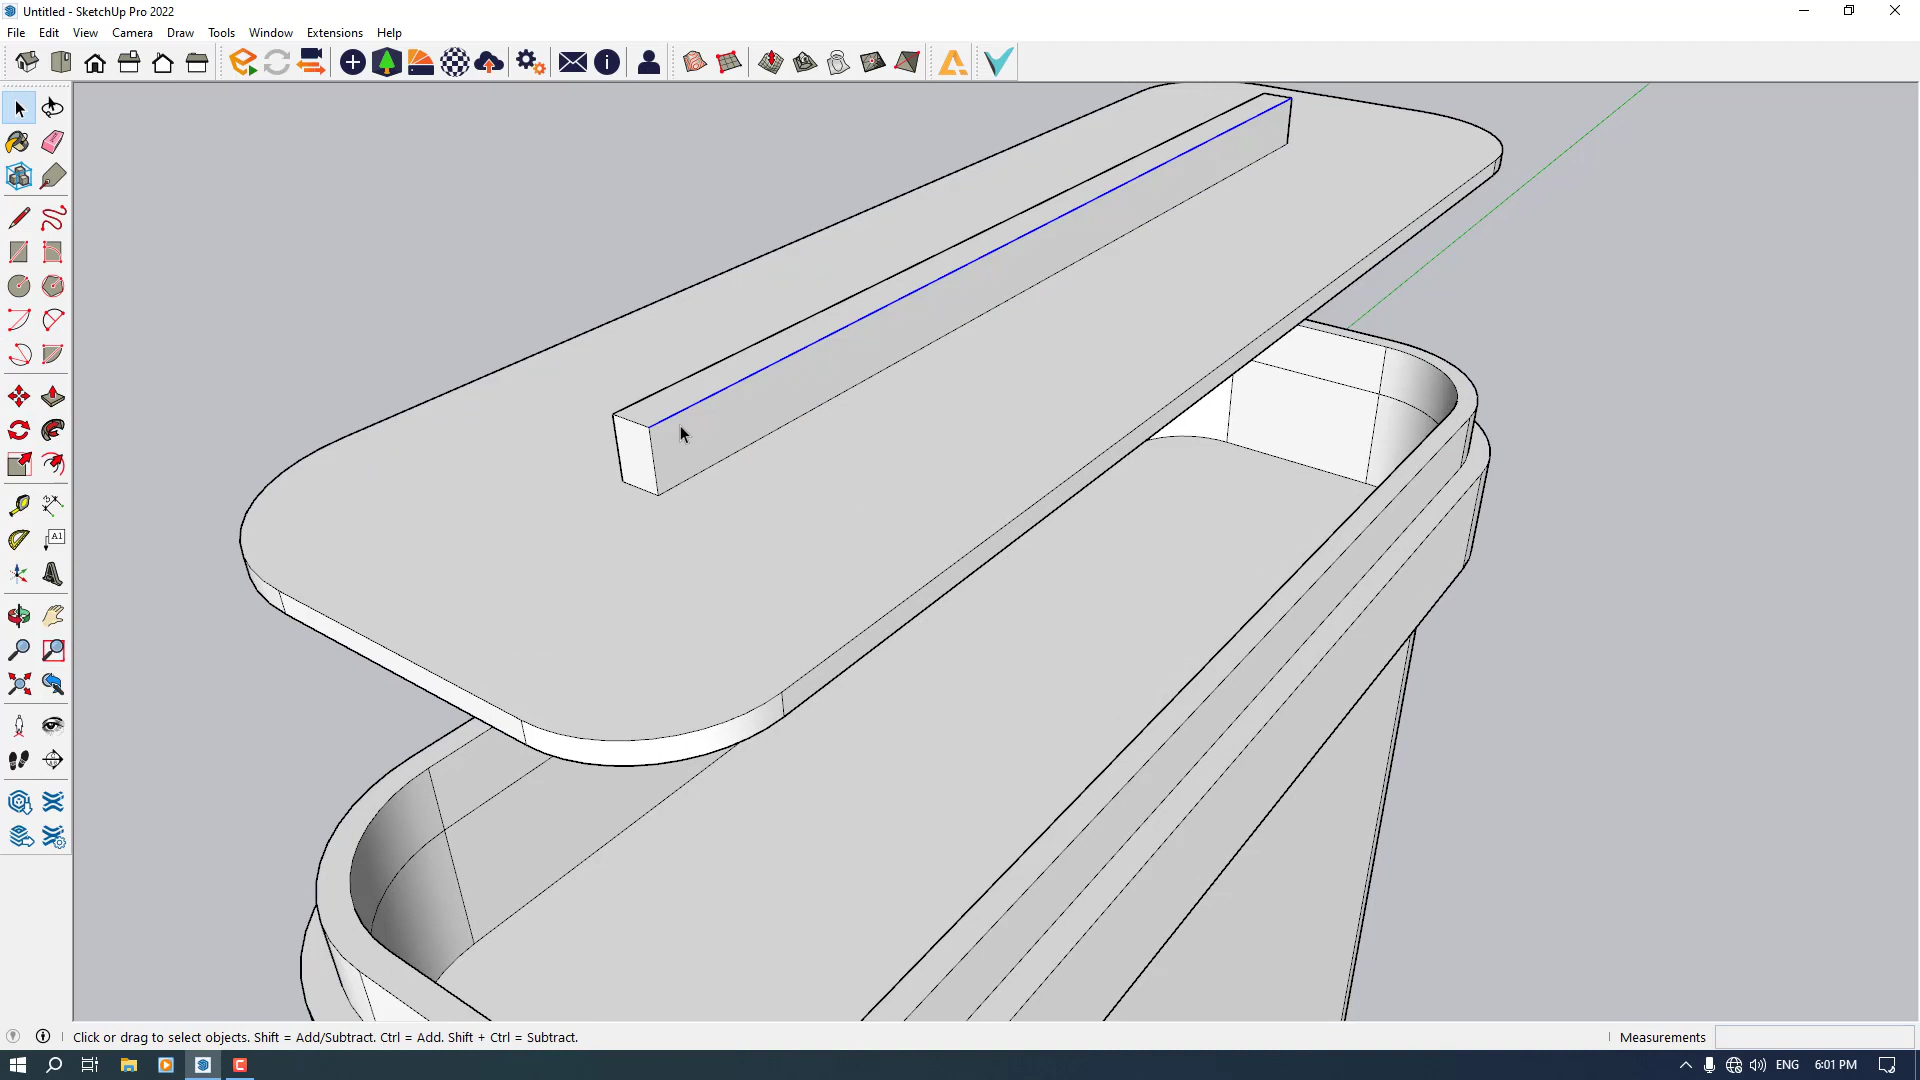 Untitled - SketchUp Pro 2022
File Edit View Camera Draw Tools Window Extensions Help
A1
Click or drag to select objects. Shift = Add/Subtract. Ctrl = Add. Shift + Ctrl = Subtract.
Measurements
ENG
6:01 PM